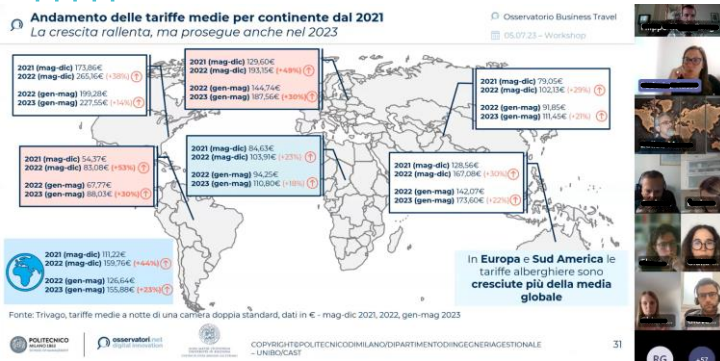 Andamento delle tariffe medie per continente dal 2021
La crescita rallenta, ma prosegue anche nel 2023
Osservatorio Business Travel
05.07.23 – Workshop
2021 (mag-dic) 173,86€
2022 (mag-dic) 265,16€ (+38%)
2022 (gen-mag) 199,28€
2023 (gen-mag) 227,55€ (+14%)
2021 (mag-dic) 129,60€
2022 (mag-dic) 193,15€ (+49%)
2022 (gen-mag) 144,74€
2023 (gen-mag) 187,56€ (+30%)
2021 (mag-dic) 79,05€
2022 (mag-dic) 102,13€ (+29%)
2022 (gen-mag) 91,85€
2023 (gen-mag) 111,45€ (+21%)
2021 (mag-dic) 54,37€
2022 (mag-dic) 83,08€ (+53%)
2022 (gen-mag) 67,77€
2023 (gen-mag) 88,03€ (+30%)
2021 (mag-dic) 84,63€
2022 (mag-dic) 103,91€ (+23%)
2022 (gen-mag) 94,25€
2023 (gen-mag) 110,80€ (+18%)
2021 (mag-dic) 128,56€
2022 (mag-dic) 167,08€ (+30%)
2022 (gen-mag) 142,07€
2023 (gen-mag) 173,60€ (+22%)
2021 (mag-dic) 111,22€
2022 (mag-dic) 159,76€ (+44%)
2022 (gen-mag) 126,64€
2023 (gen-mag) 155,88€ (+23%)
In Europa e Sud America le
tariffe alberghiere sono
cresciute più della media
globale
Fonte: Trivago, tariffe medie a notte di una camera doppia standard, dati in € - mag-dic 2021, 2022, gen-mag 2023
POLITECNICO
MILANO 1863
osservatori.net
digital innovation
COPYRIGHT©POLITECNICODIMILANO/DIPARTIMENTODIINGEGNERIAGESTIONALE
– UNIBO/CAST
31
RG
+57